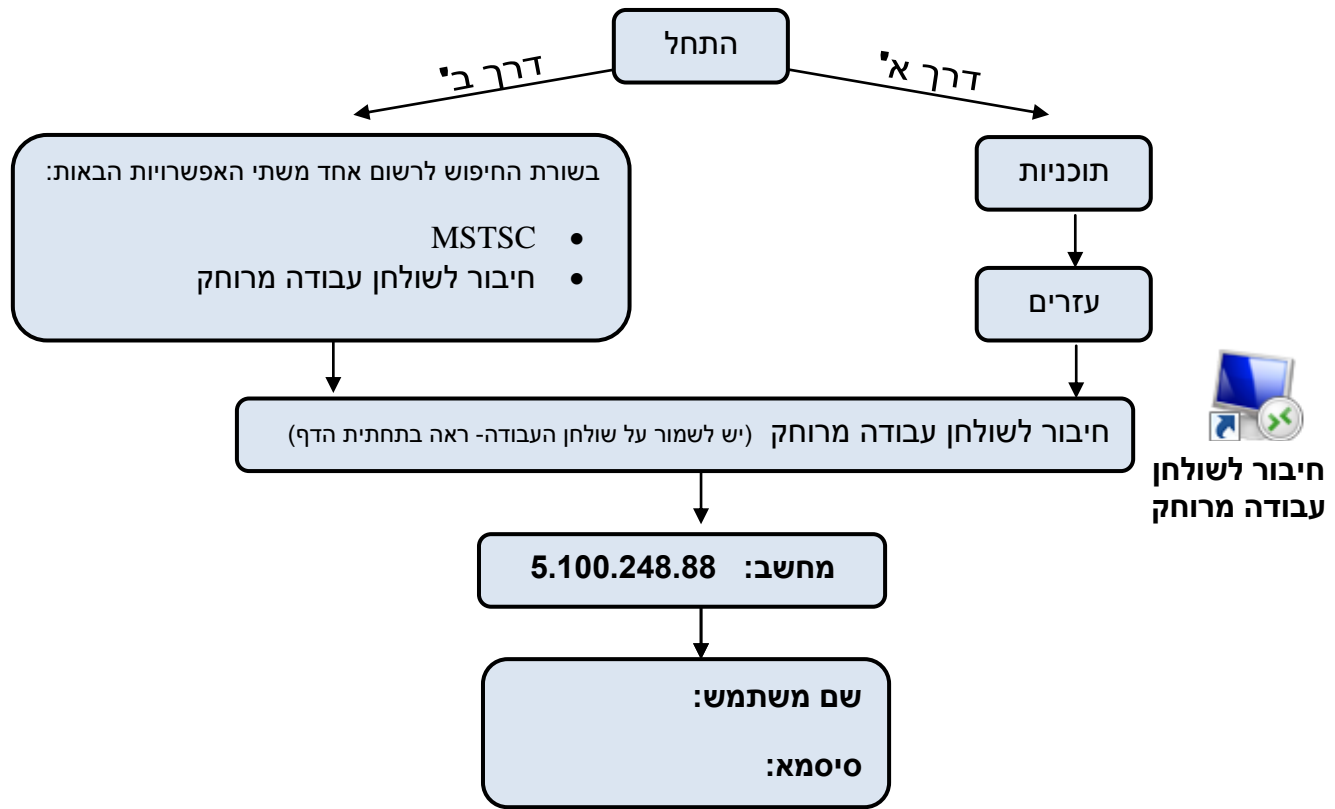 התחל
דרך א'
דרך ב'
תוכניות
עזרים
בשורת החיפוש לרשום אחד משתי האפשרויות הבאות:
• MSTSC
• חיבור לשולחן עבודה מרוחק
חיבור לשולחן עבודה מרוחק (יש לשמור על שולחן העבודה- ראה בתחתית הדף)
חיבור לשולחן
עבודה מרוחק
מחשב: 5.100.248.88
שם משתמש:
סיסמא: